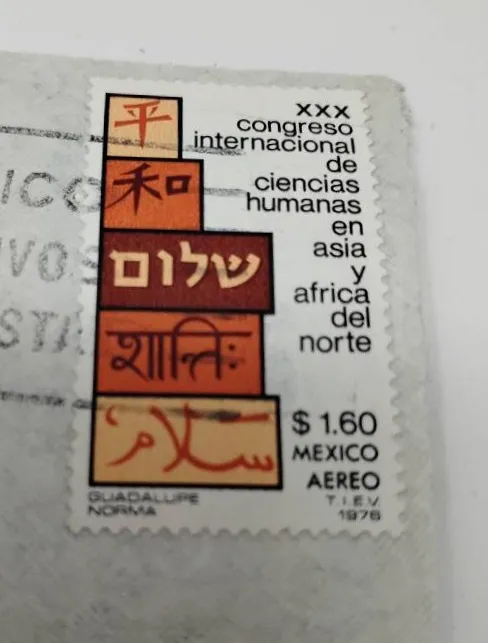 平
和
שלום
शान्तिः
سلام
XXX
congreso
internacional
de
ciencias
humanas
en
asia
y
africa
del
norte
$ 1.60
MEXICO
AEREO
GUADALUPE
NORMA
T.I.E.V.
1976